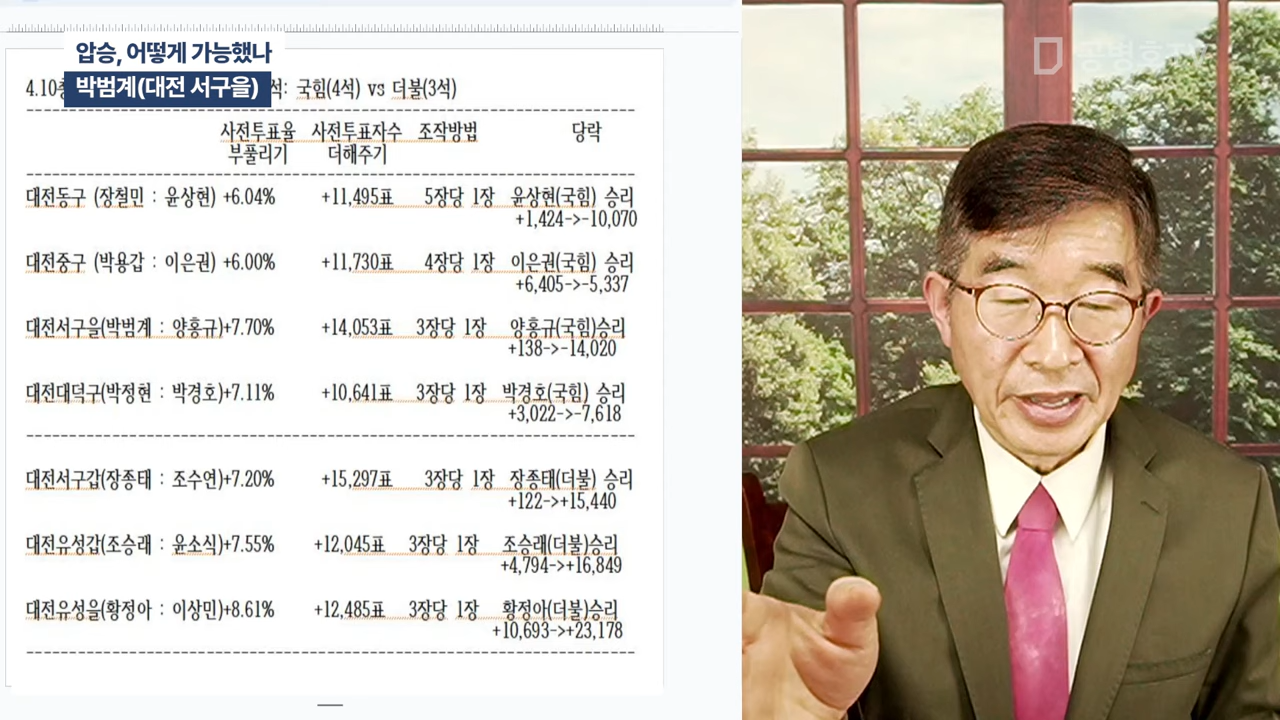 압승, 어떻게 가능했나
박범계(대전 서구을)
4.10 석: 국힘(4석) vs 더불(3석)
사전투표율 사전투표자수 조작방법 당락
부풀리기 더해주기
대전동구 (장철민 : 윤상현) +6.04% +11,495표 5장당 1장 윤상현(국힘) 승리
+1,424->-10,070
대전중구 (박용갑 : 이은권) +6.00% +11,730표 4장당 1장 이은권(국힘) 승리
+6,405->-5,337
대전서구을(박범계 : 양홍규)+7.70% +14,053표 3장당 1장 양홍규(국힘)승리
+138->-14,020
대전대덕구(박정현 : 박경호)+7.11% +10,641표 3장당 1장 박경호(국힘) 승리
+3,022->-7,618
대전서구갑(장종태 : 조수연)+7.20% +15,297표 3장당 1장 장종태(더불) 승리
+122->+15,440
대전유성갑(조승래 : 윤소식)+7.55% +12,045표 3장당 1장 조승래(더불)승리
+4,794->+16,849
대전유성을(황정아 : 이상민)+8.61% +12,485표 3장당 1장 황정아(더불)승리
+10,693->+23,178